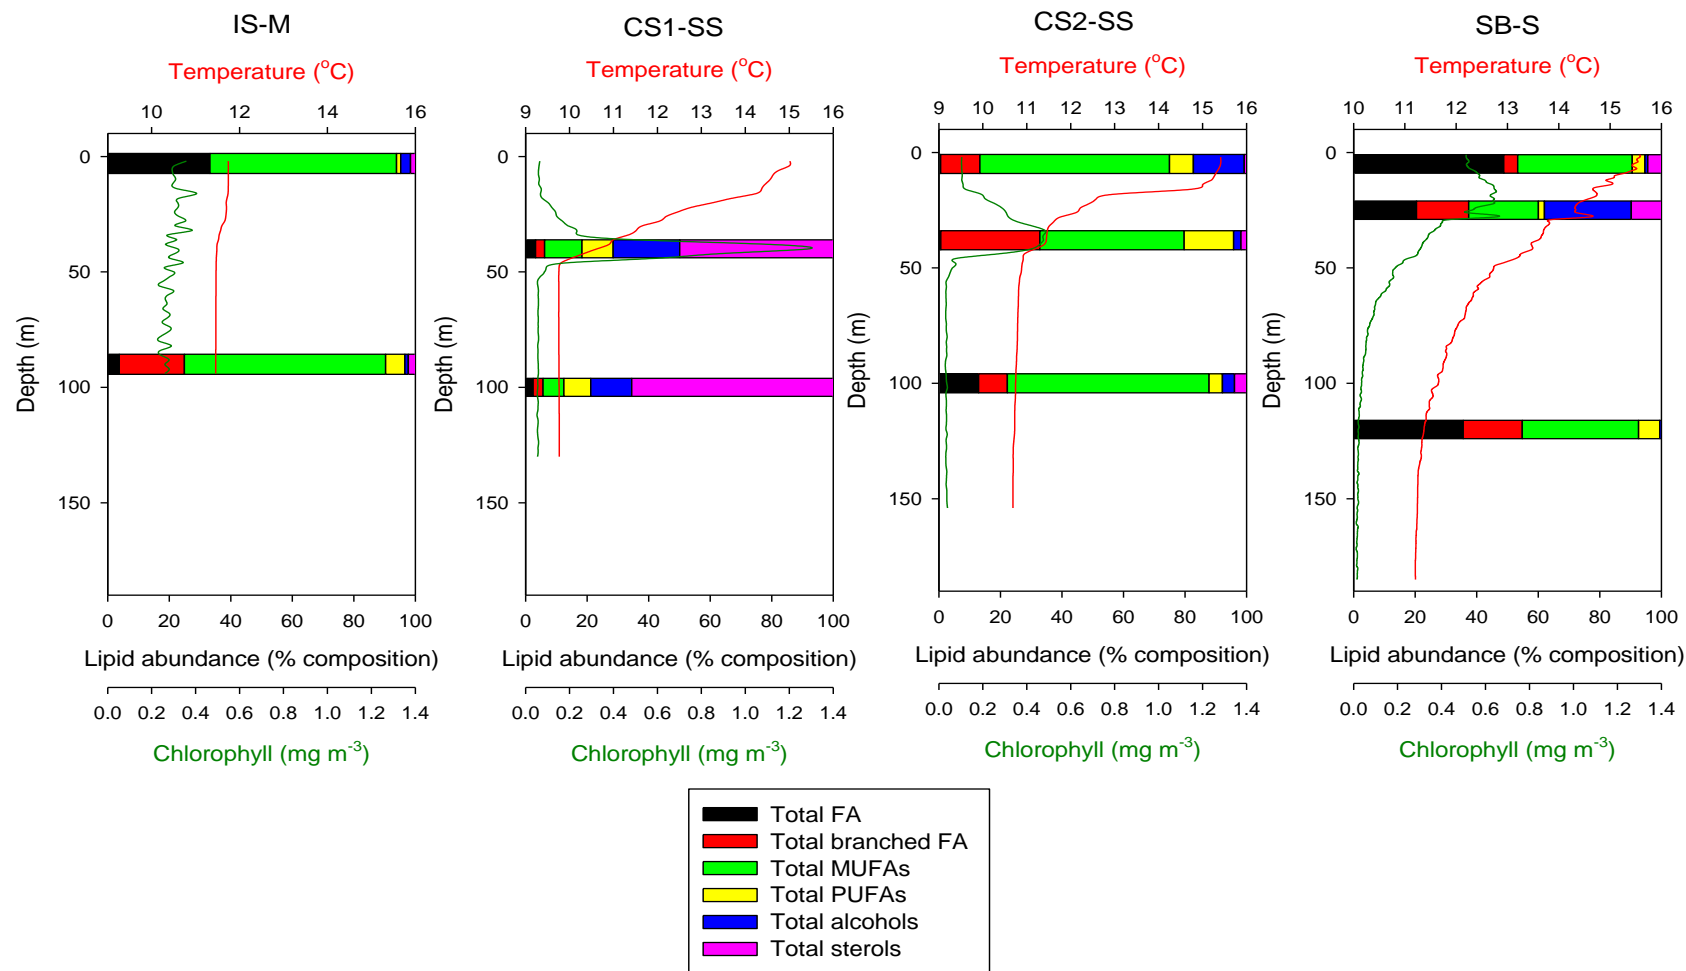 IS-M
CS1-SS
CS2-SS
SB-S
Temperature (°C)
Temperature (°C)
Temperature (°C)
Temperature (°C)
10 12 14 16
9 10 11 12 13 14 15 16
9 10 11 12 13 14 15 16
10 11 12 13 14 15 16
Depth (m)
0
50
100
150
Depth (m)
0
50
100
150
Depth (m)
0
50
100
150
Depth (m)
0
50
100
150
0 20 40 60 80 100
0 20 40 60 80 100
0 20 40 60 80 100
0 20 40 60 80 100
Lipid abundance (% composition)
Lipid abundance (% composition)
Lipid abundance (% composition)
Lipid abundance (% composition)
0.0 0.2 0.4 0.6 0.8 1.0 1.2 1.4
0.0 0.2 0.4 0.6 0.8 1.0 1.2 1.4
0.0 0.2 0.4 0.6 0.8 1.0 1.2 1.4
0.0 0.2 0.4 0.6 0.8 1.0 1.2 1.4
Chlorophyll (mg m⁻³)
Chlorophyll (mg m⁻³)
Chlorophyll (mg m⁻³)
Chlorophyll (mg m⁻³)
Total FA
Total branched FA
Total MUFAs
Total PUFAs
Total alcohols
Total sterols